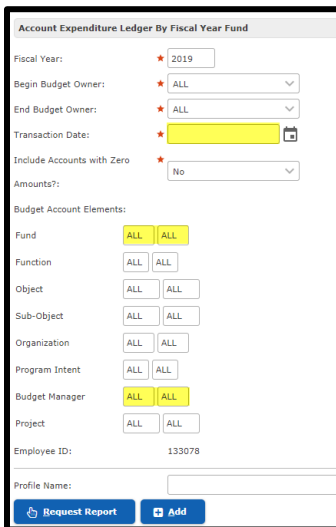 Account Expenditure Ledger By Fiscal Year Fund
Fiscal Year: ★ 2019
Begin Budget Owner: ★ ALL
End Budget Owner: ★ ALL
Transaction Date: ★
Include Accounts with Zero ★ No
Amounts?:
Budget Account Elements:
Fund ALL ALL
Function ALL ALL
Object ALL ALL
Sub-Object ALL ALL
Organization ALL ALL
Program Intent ALL ALL
Budget Manager ALL ALL
Project ALL ALL
Employee ID: 133078
Profile Name:
Request Report Add